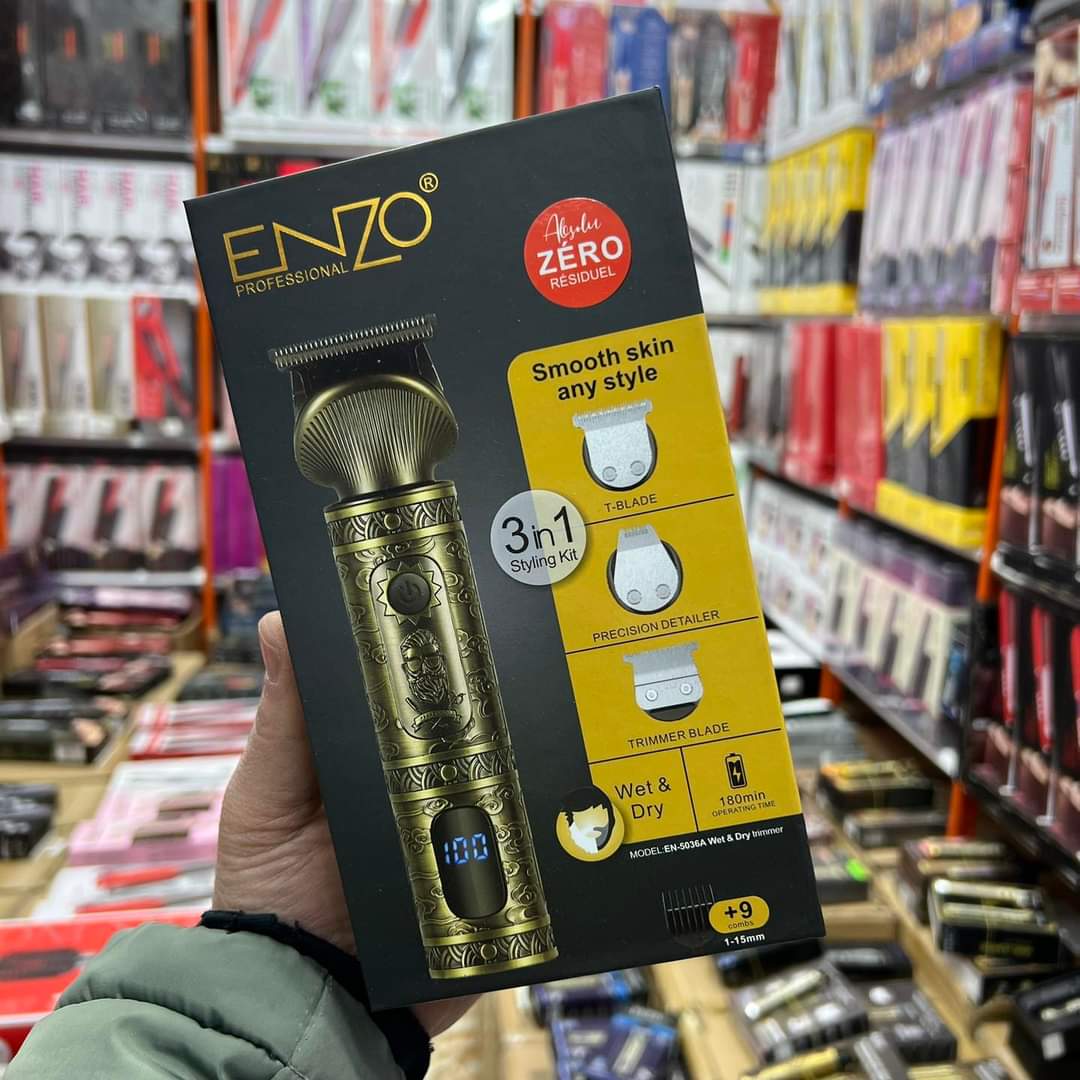 ENZO®
PROFESSIONAL
Absolu
ZÉRO
RÉSIDUEL
Smooth skin
any style
T-BLADE
3 in 1
Styling Kit
PRECISION DETAILER
TRIMMER BLADE
Wet &
Dry
180min
OPERATING TIME
100
MODEL:EN-5036A Wet & Dry trimmer
+9
combs
1-15mm